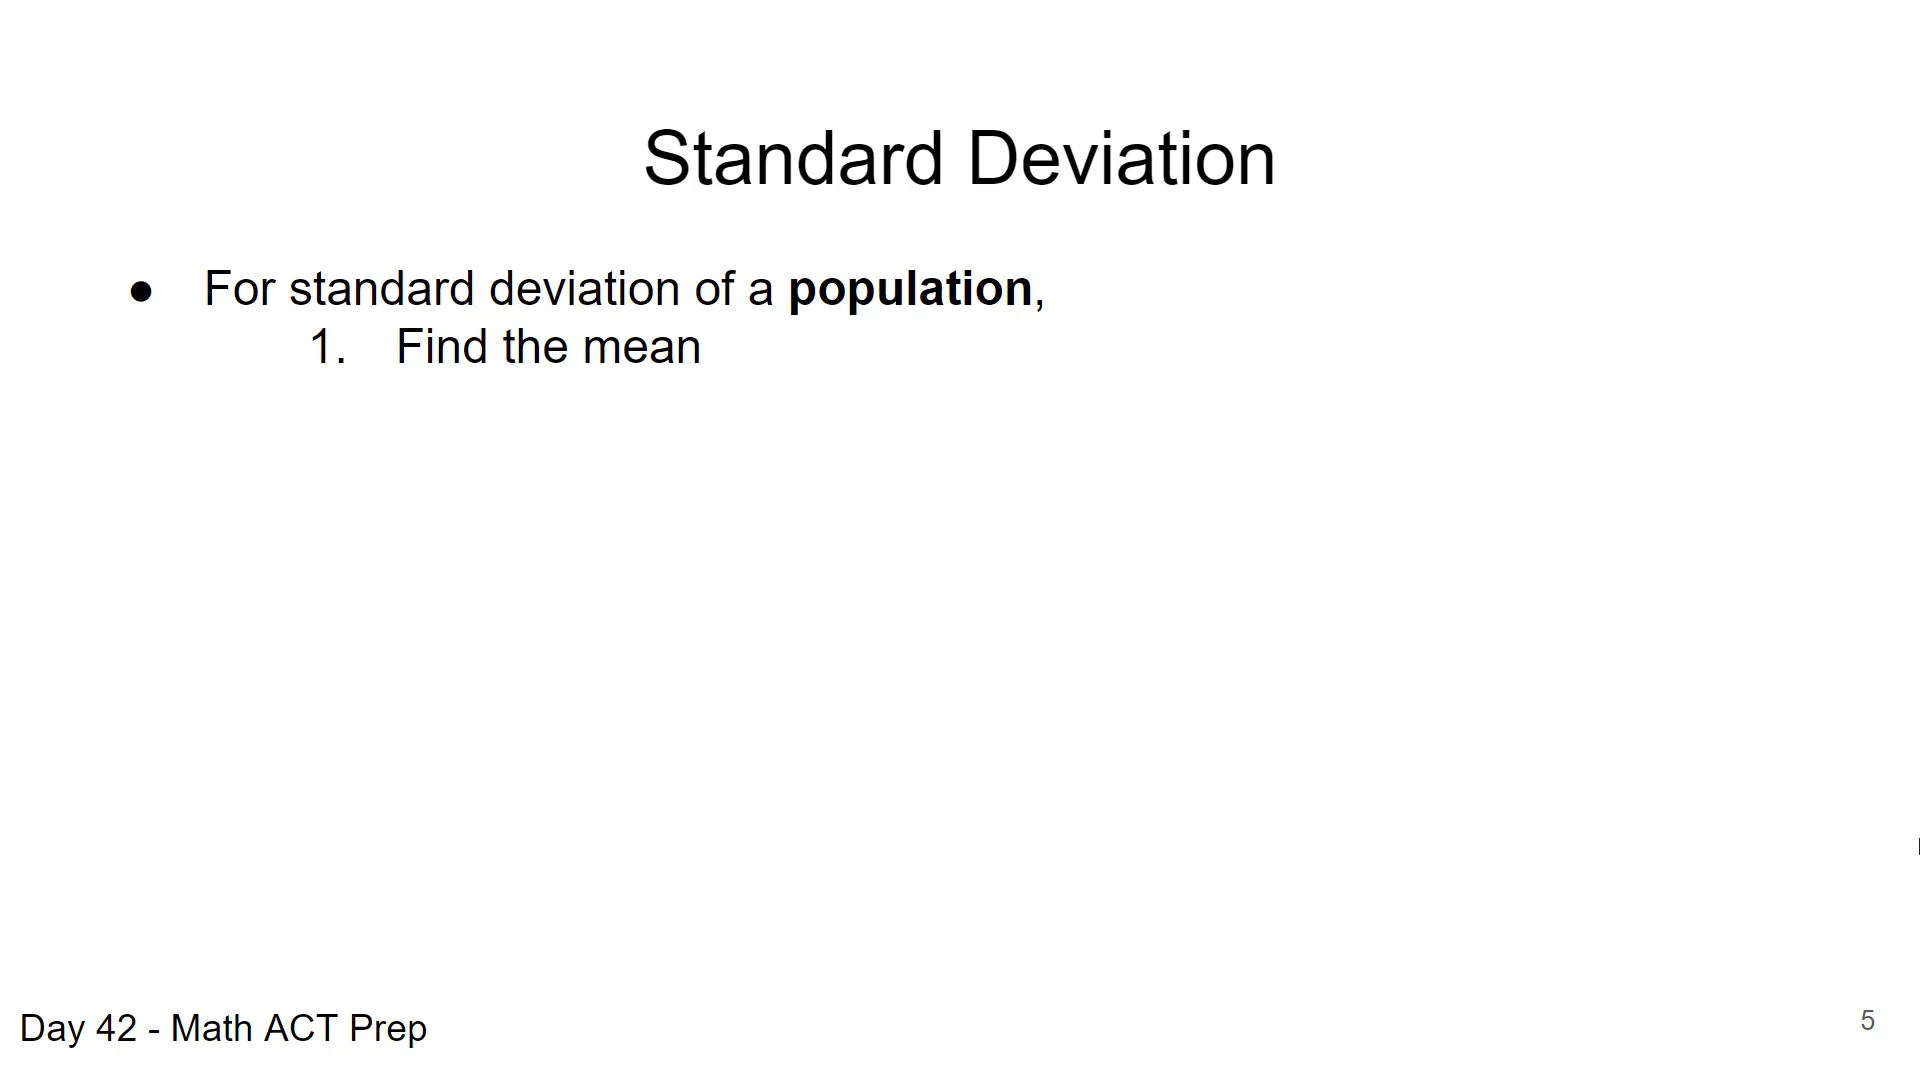 Standard Deviation
● For standard deviation of a population,
1. Find the mean
Day 42 - Math ACT Prep
5